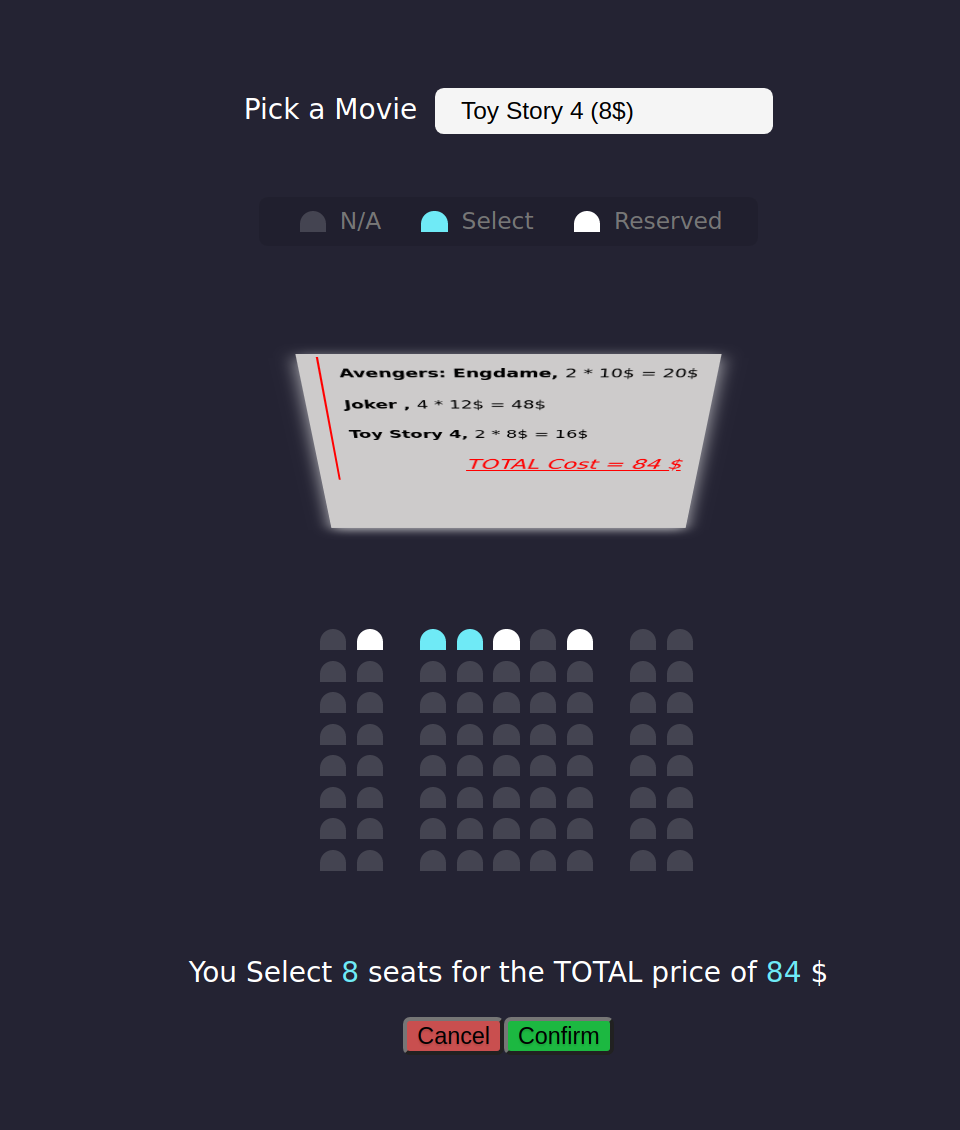 Pick a Movie Toy Story 4 (8$)
N/A Select Reserved
Avengers: Engdame, 2 * 10$ = 20$
Joker , 4 * 12$ = 48$
Toy Story 4, 2 * 8$ = 16$
TOTAL Cost = 84 $
You Select 8 seats for the TOTAL price of 84 $
Cancel Confirm